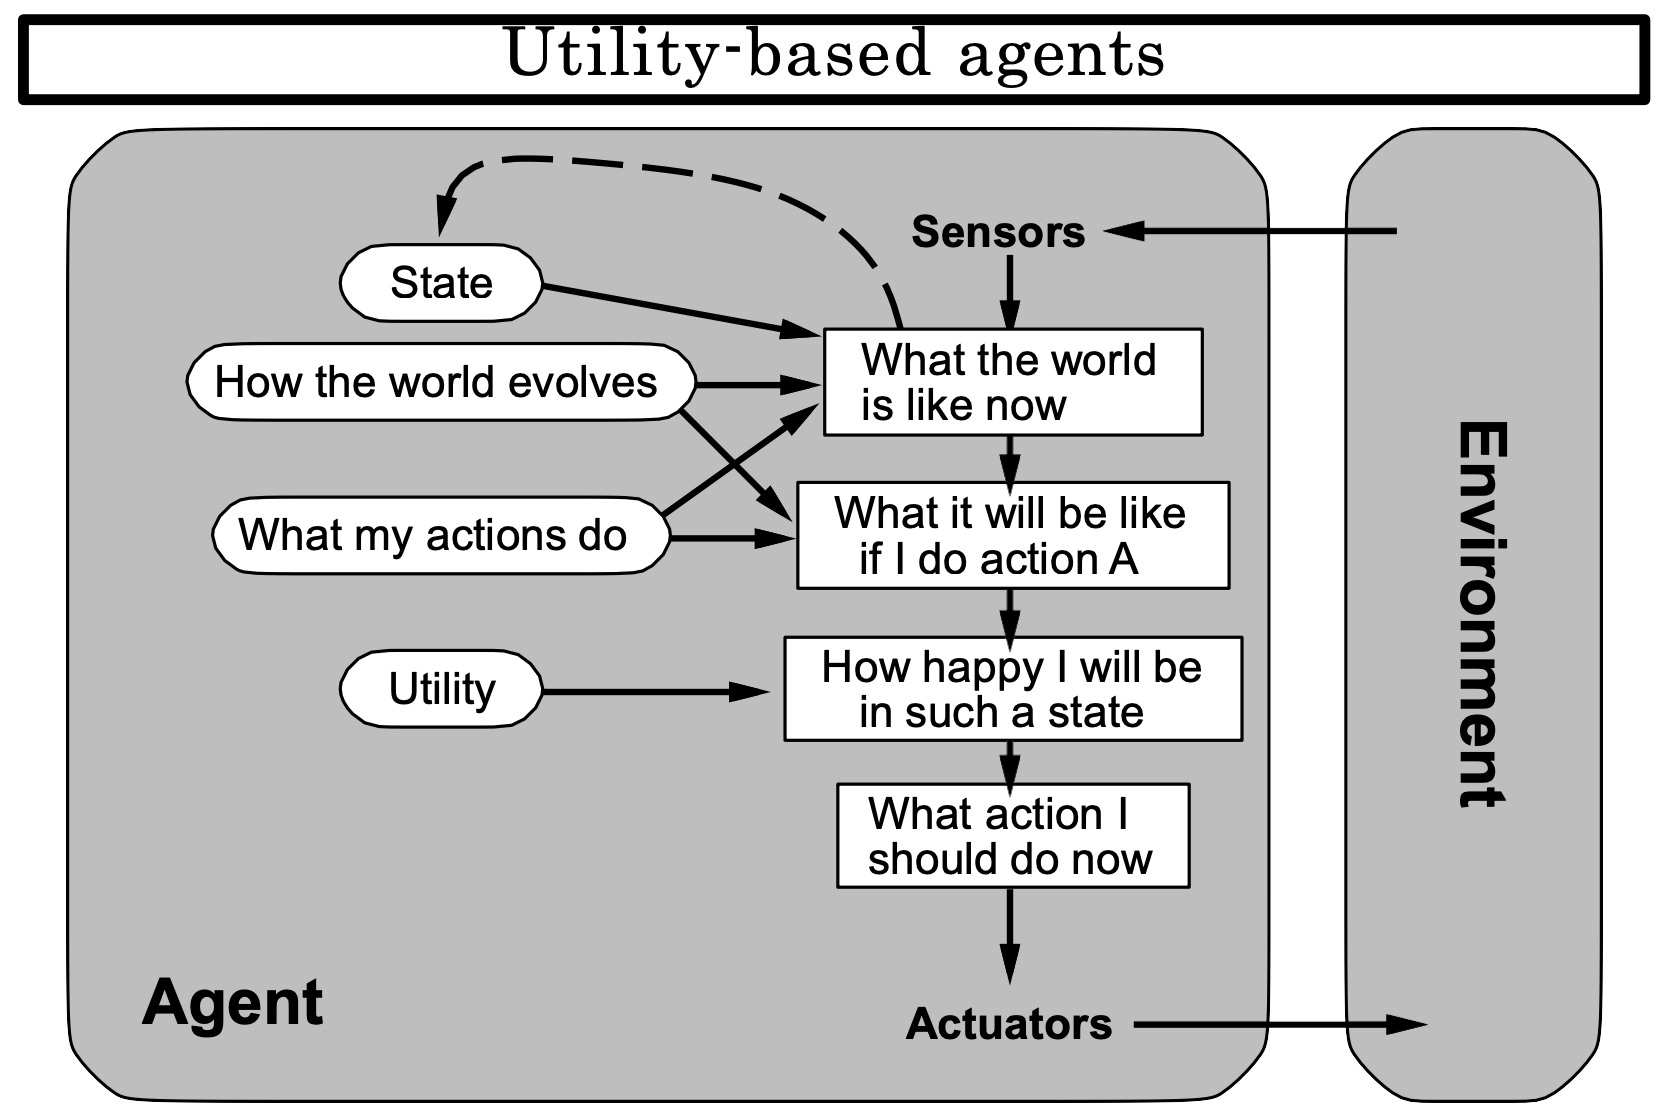 Utility-based agents
Sensors
State
What the world
is like now
How the world evolves
What it will be like
if I do action A
What my actions do
How happy I will be
in such a state
Utility
What action I
should do now
Environment
Agent
Actuators